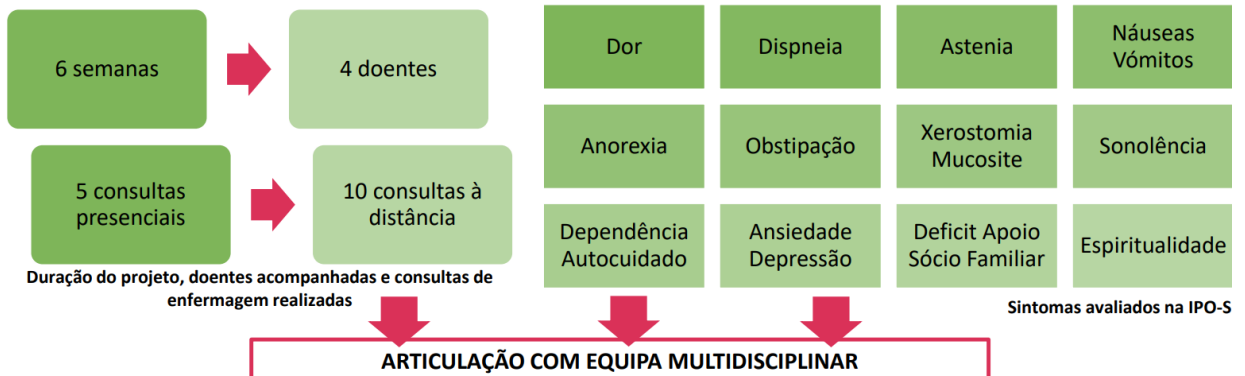 6 semanas
4 doentes
5 consultas
presenciais
10 consultas à
distância
Duração do projeto, doentes acompanhadas e consultas de
enfermagem realizadas
Dor
Dispneia
Astenia
Náuseas
Vómitos
Anorexia
Obstipação
Xerostomia
Mucosite
Sonolência
Dependência
Autocuidado
Ansiedade
Depressão
Deficit Apoio
Sócio Familiar
Espiritualidade
Sintomas avaliados na IPO-S
ARTICULAÇÃO COM EQUIPA MULTIDISCIPLINAR